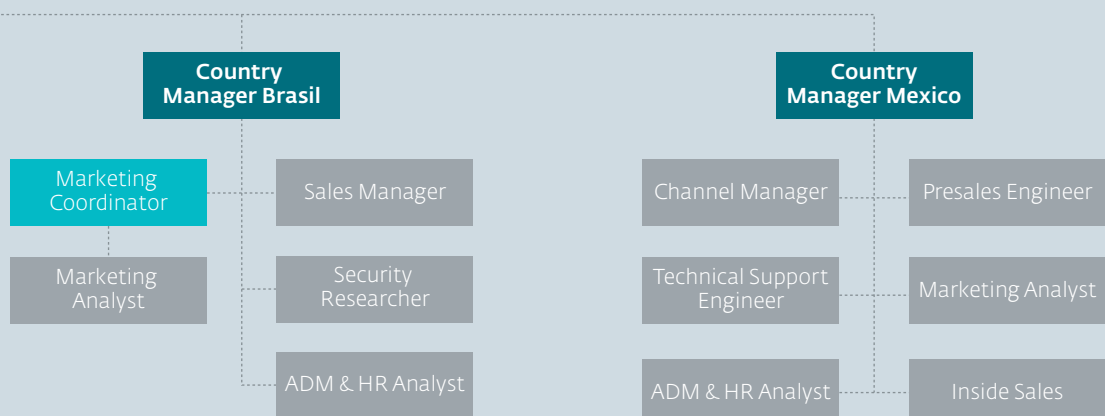 Country
Manager Brasil
Marketing
Coordinator
Sales Manager
Marketing
Analyst
Security
Researcher
ADM & HR Analyst
Country
Manager Mexico
Channel Manager
Presales Engineer
Technical Support
Engineer
Marketing Analyst
ADM & HR Analyst
Inside Sales